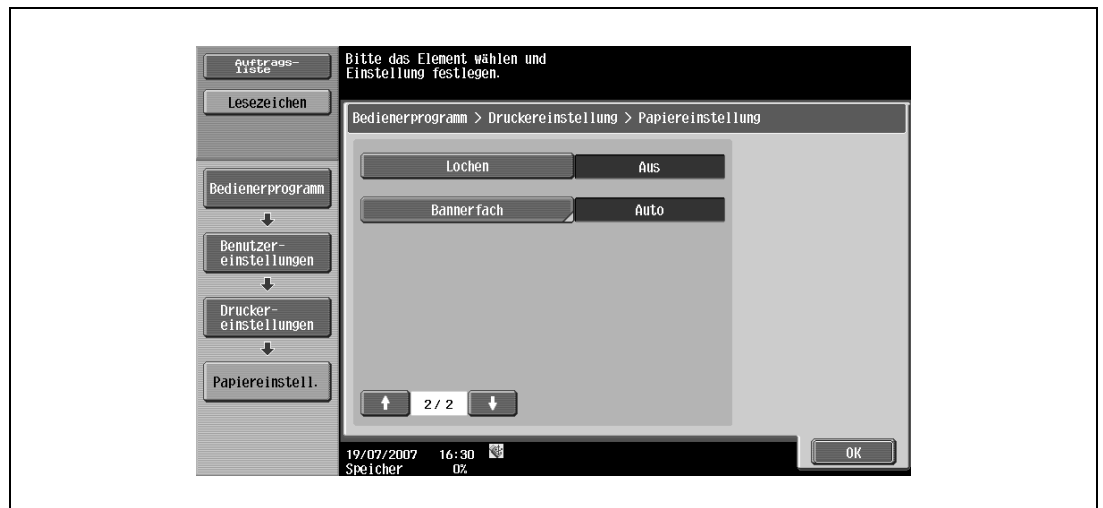 Auftrags-
liste
Lesezeichen
Bitte das Element wählen und
Einstellung festlegen.
Bedienerprogramm > Druckereinstellung > Papiereinstellung
Bedienerprogramm
Benutzer-
einstellungen
Drucker-
einstellungen
Papiereinstell.
Lochen Aus
Bannerfach Auto
2/ 2
19/07/2007 16:30
Speicher 0%
OK